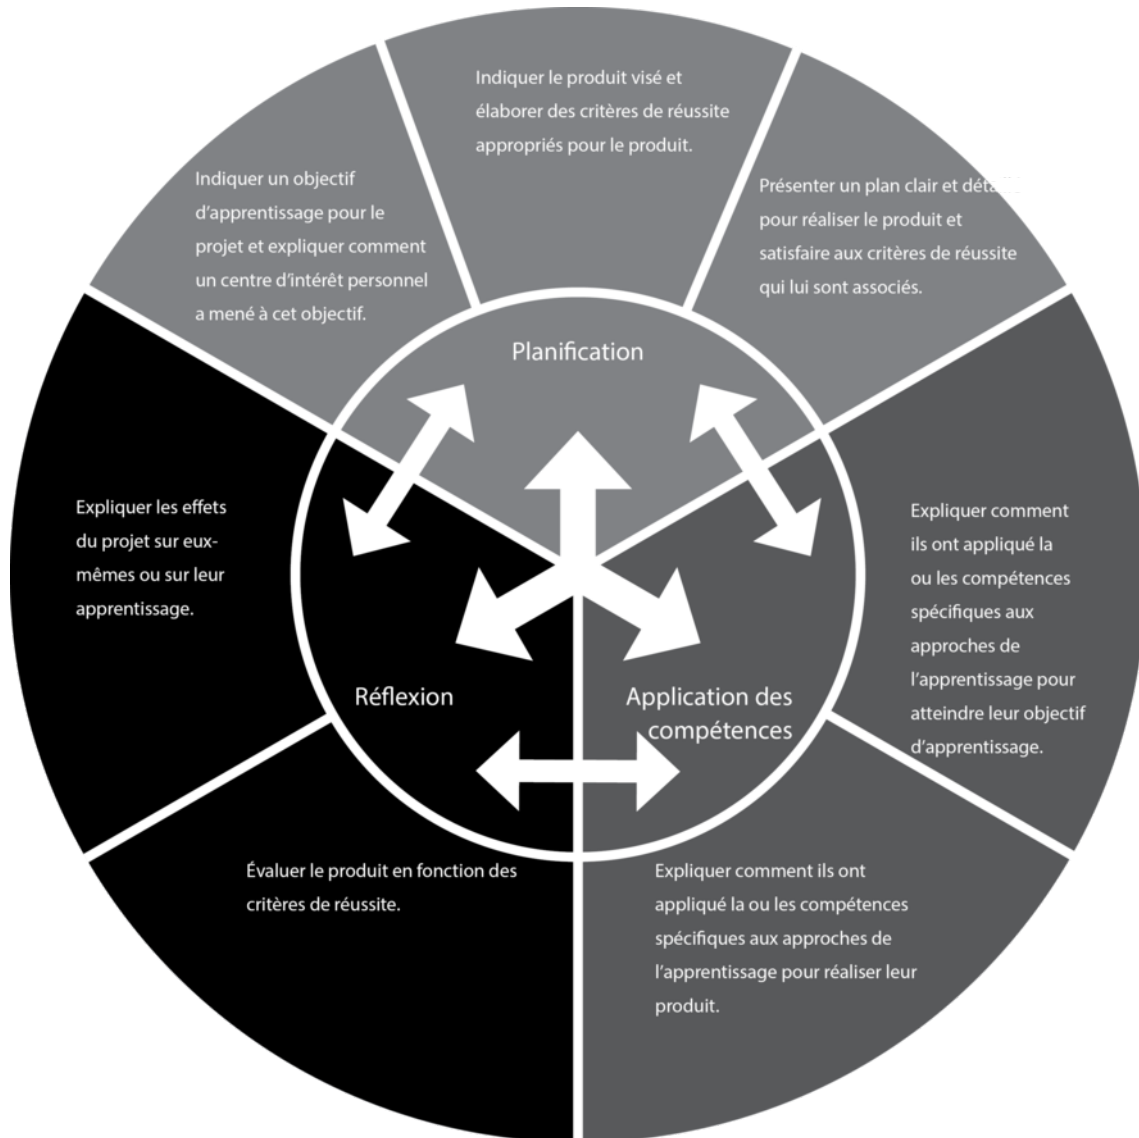 Indiquer le produit visé et
élaborer des critères de réussite
appropriés pour le produit.
Indiquer un objectif
d'apprentissage pour le
projet et expliquer comment
un centre d'intérêt personnel
a mené à cet objectif.
Présenter un plan clair et
pour réaliser le produit et
satisfaire aux critères de réussite
qui lui sont associés.
Planification
Expliquer les effets
du projet sur eux-
mêmes ou sur leur
apprentissage.
Expliquer comment
ils ont appliqué la
ou les compétences
spécifiques aux
approches de
l'apprentissage pour
atteindre leur objectif
d'apprentissage.
Réflexion
Application des
compétences
Évaluer le produit en fonction des
critères de réussite.
Expliquer comment ils ont
appliqué la ou les compétences
spécifiques aux approches de
l'apprentissage pour réaliser leur
produit.